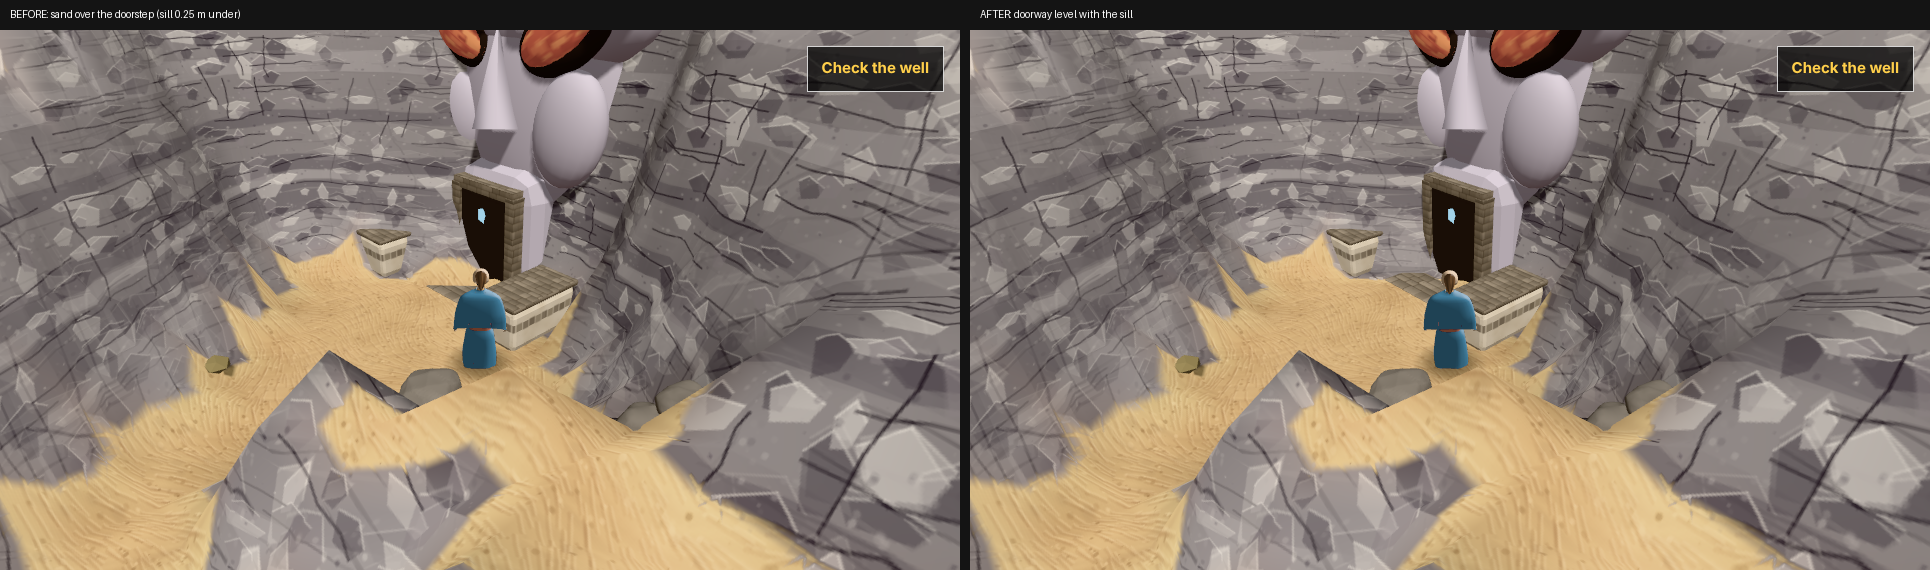 BEFORE: sand over the doorstep (sill 0.25 m under)
AFTER: doorway level with the sill
Check the well
Check the well